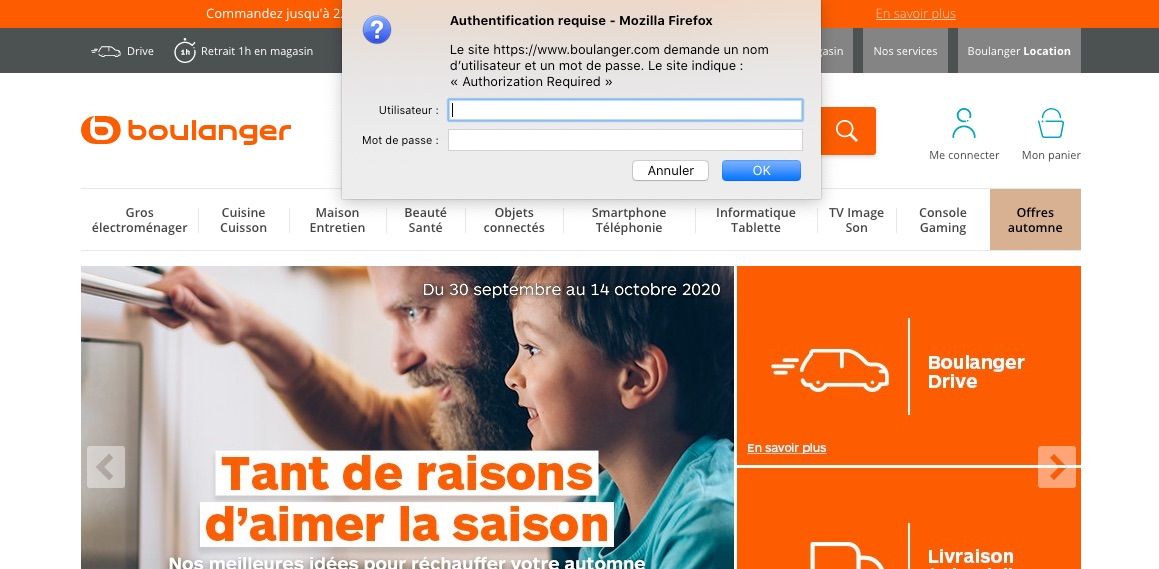 Commandez jusqu'à
En savoir plus
Authentification requise - Mozilla Firefox
Le site https://www.boulanger.com demande un nom
d'utilisateur et un mot de passe. Le site indique :
« Authorization Required »
Utilisateur :
Mot de passe :
Annuler
OK
Drive
1h
Retrait 1h en magasin
Nos services
Boulanger Location
boulanger
Me connecter
Mon panier
Gros
électroménager
Cuisine
Cuisson
Maison
Entretien
Beauté
Santé
Objets
connectés
Smartphone
Téléphonie
Informatique
Tablette
TV Image
Son
Console
Gaming
Offres
automne
Du 30 septembre au 14 octobre 2020
Tant de raisons
d'aimer la saison
Nos meilleures idées pour réchauffer votre automne
Boulanger
Drive
En savoir plus
Livraison